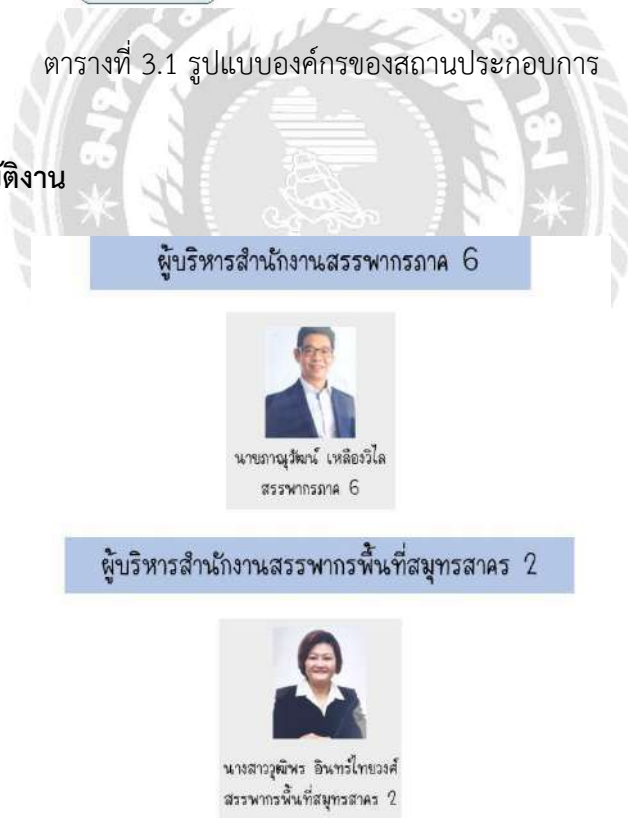 ตารางที่ 3.1 รูปแบบองค์กรของสถานประกอบการ
ผู้บริหารสำนักงานสรรพากรภาค 6
นายภาณุวัฒน์ เหลืองวิไล
สรรพากรภาค 6
ผู้บริหารสำนักงานสรรพากรพื้นที่สมุทรสาคร 2
นางสาววุฒิพร อินทร์ไทยวงศ์
สรรพากรพื้นที่สมุทรสาคร 2